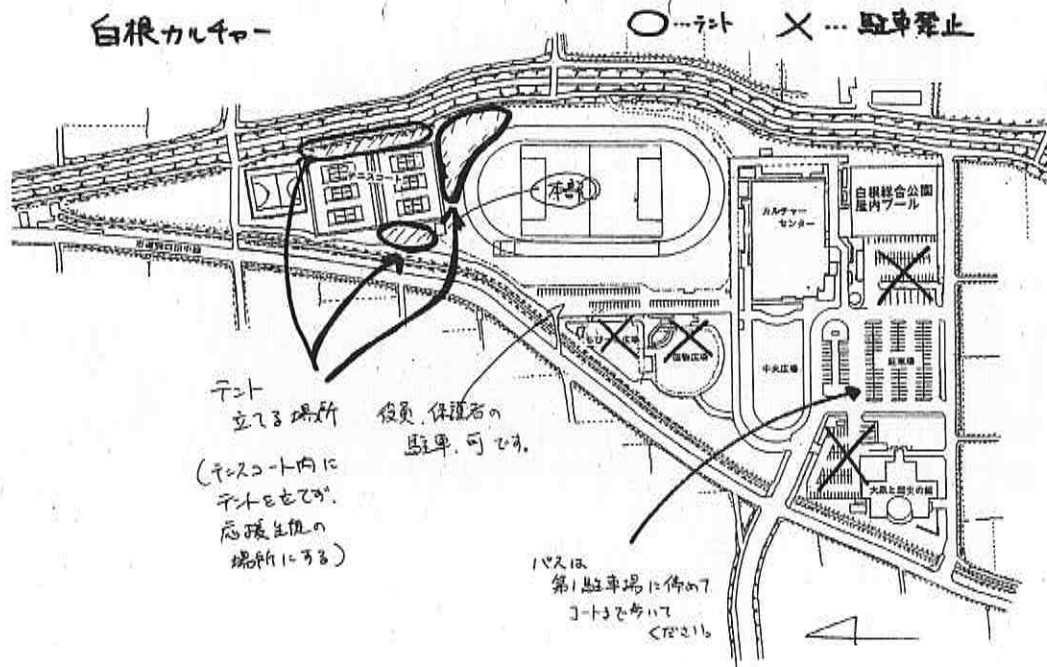 白根カルチャー
○…テント ×…駐車禁止
テニスコート
本部
カルチャー
センター
白根総合公園
屋内プール
ちびっ子広場
中央広場
駐車場
大凧と歴史の館
テント
立てる場所
(テニスコート内に
テントを立てず、
応援生徒の
場所にする)
役員、保護者の
駐車、可です。
バスは
第1駐車場に停めて
コートまで歩いて
ください。